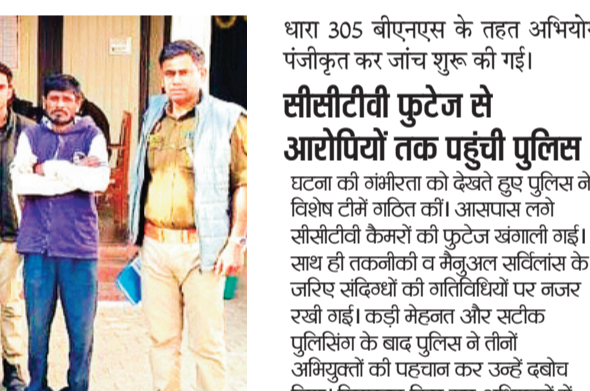 धारा 305 बीएनएस के तहत
पंजीकृत कर जांच शुरू की गई।
सीसीटीवी फुटेज से
आरोपियों तक पहुंची पुलिस
घटना की गंभीरता को देखते हुए पुलिस ने
विशेष टीमें गठित कीं। आसपास लगे
सीसीटीवी कैमरों की फुटेज खंगाली गई।
साथ ही तकनीकी व मैनुअल सर्विलांस के
जरिए संदिग्धों की गतिविधियों पर नजर
रखी गई। कड़ी मेहनत और सटीक
पुलिसिंग के बाद पुलिस ने तीनों
अभियुक्तों की पहचान कर उन्हें दबोच